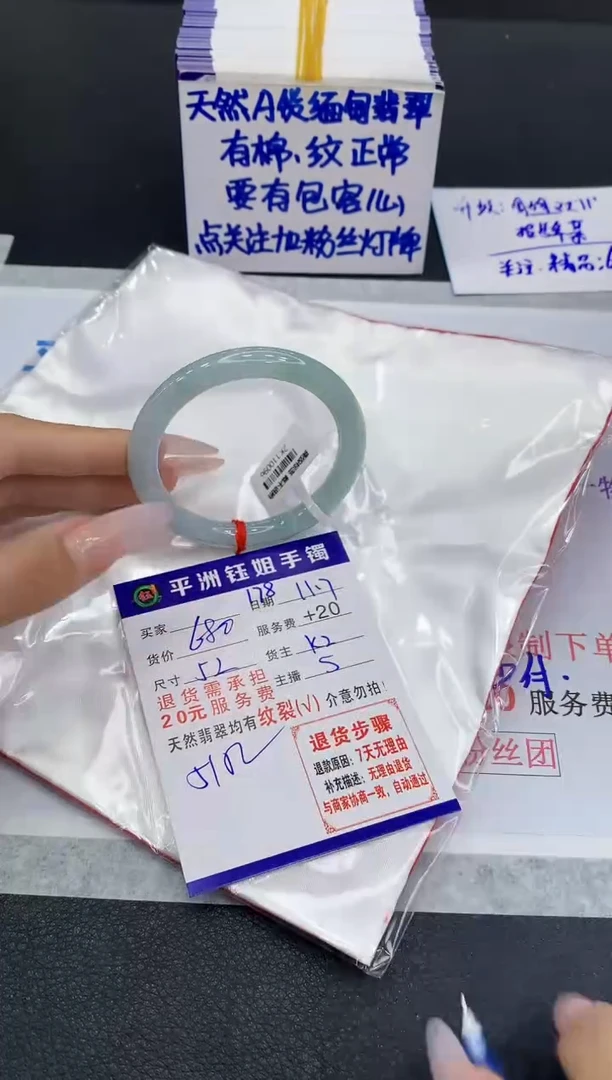 天然A货缅甸翡翠
有棉、纹正常
要有包容心
点关注加粉丝灯牌
平洲钰姐手镯
178
买家 日期 11.7
货价 680 服务费 +20
尺寸 52 货主 K2
退货需承担 主播 S
20元服务费
天然翡翠均有纹裂(√)介意勿拍!
退货步骤
退款原因:7天无理由
补充描述:无理由退货
与商家协商一致,自动通过
制下单
服务费
丝团